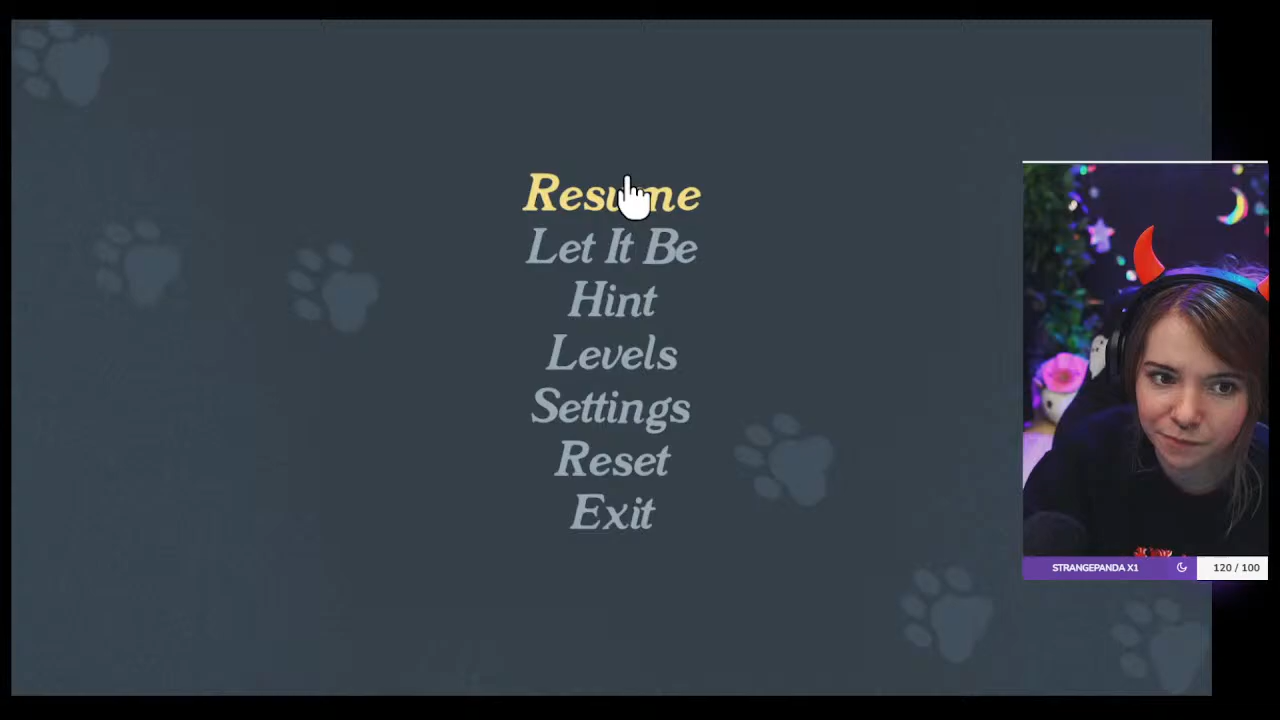 Resume
Let It Be
Hint
Levels
Settings
Reset
Exit
STRANGEPANDA X1
120 / 100